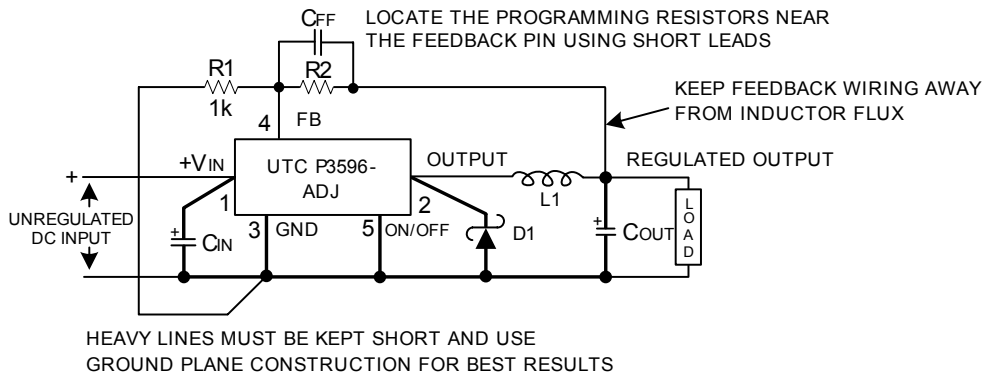 CFF
LOCATE THE PROGRAMMING RESISTORS NEAR
THE FEEDBACK PIN USING SHORT LEADS
R1
R2
1k
KEEP FEEDBACK WIRING AWAY
FROM INDUCTOR FLUX
4
FB
+VIN
UTC P3596-
ADJ
OUTPUT
REGULATED OUTPUT
+
UNREGULATED
DC INPUT
1
2
L1
3
GND
5
ON/OFF
+
CIN
D1
+
COUT
LOAD
HEAVY LINES MUST BE KEPT SHORT AND USE
GROUND PLANE CONSTRUCTION FOR BEST RESULTS